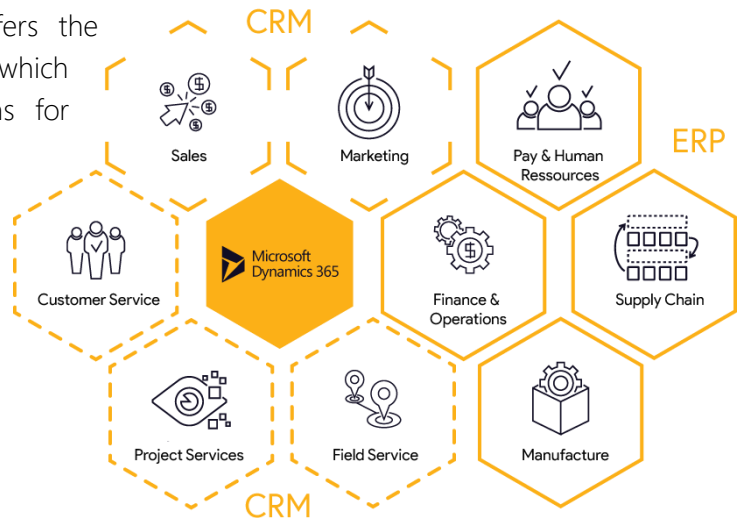 fers the
which
ns for
CRM
Sales
Marketing
Pay & Human
Ressources
ERP
Customer Service
Microsoft
Dynamics 365
Finance &
Operations
Supply Chain
Project Services
Field Service
Manufacture
CRM